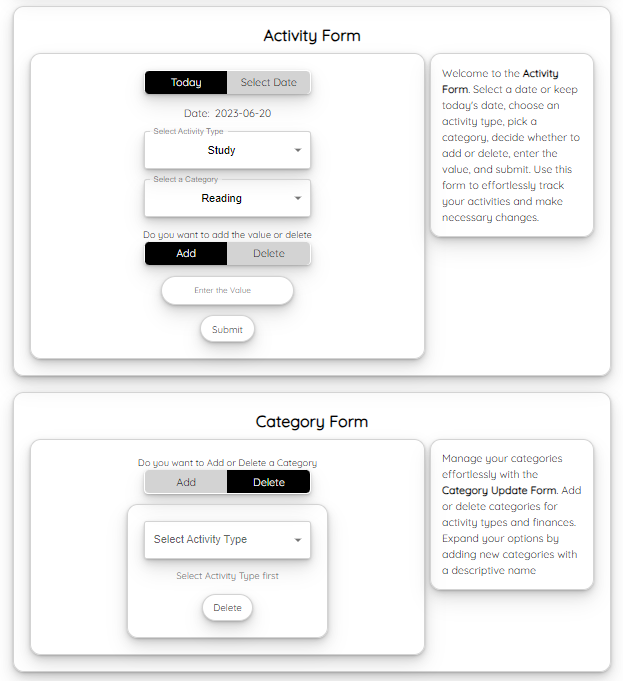 Activity Form
Today
Select Date
Date: 2023-06-20
Select Activity Type
Study
Select a Category
Reading
Do you want to add the value or delete
Add
Delete
Enter the Value
Submit
Welcome to the Activity
Form. Select a date or keep
today's date, choose an
activity type, pick a
category, decide whether to
add or delete, enter the
value, and submit. Use this
form to effortlessly track
your activities and make
necessary changes.
Category Form
Do you want to Add or Delete a Category
Add
Delete
Select Activity Type
Select Activity Type first
Delete
Manage your categories
effortlessly with the
Category Update Form. Add
or delete categories for
activity types and finances.
Expand your options by
adding new categories with
a descriptive name